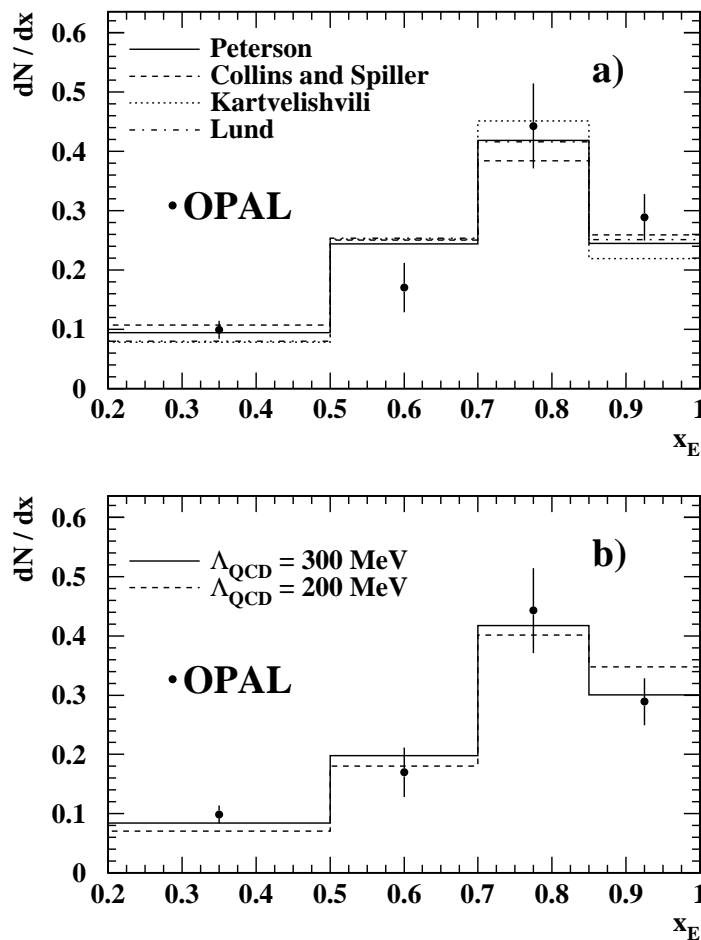 dN / dx
0.6
0.5
0.4
0.3
0.2
0.1
0
Peterson
Collins and Spiller
Kartvelishvili
Lund
a)
OPAL
0.2 0.3 0.4 0.5 0.6 0.7 0.8 0.9 1
x_E
dN / dx
0.6
0.5
0.4
0.3
0.2
0.1
0
Λ_QCD = 300 MeV
Λ_QCD = 200 MeV
b)
OPAL
0.2 0.3 0.4 0.5 0.6 0.7 0.8 0.9 1
x_E